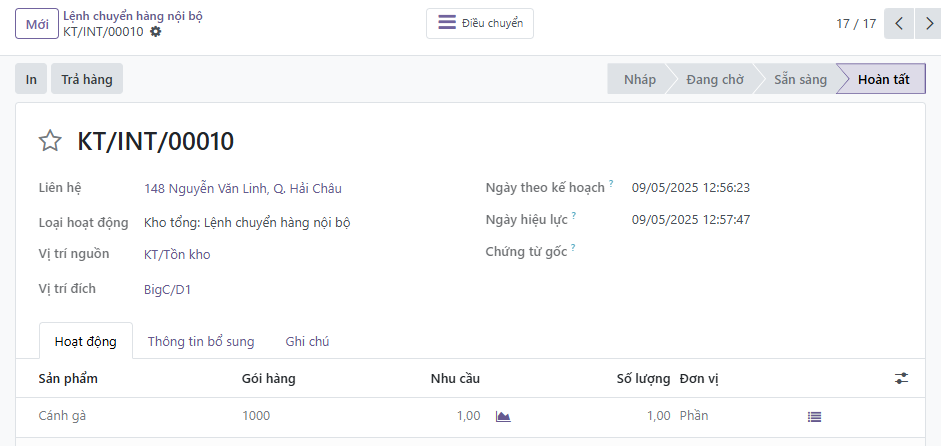 Mới
Lệnh chuyển hàng nội bộ
KT/INT/00010
Điều chuyển
17 / 17
In
Trả hàng
Nháp
Đang chờ
Sẵn sàng
Hoàn tất
KT/INT/00010
Liên hệ 148 Nguyễn Văn Linh, Q. Hải Châu
Loại hoạt động Kho tổng: Lệnh chuyển hàng nội bộ
Vị trí nguồn KT/Tồn kho
Vị trí đích BigC/D1
Ngày theo kế hoạch ? 09/05/2025 12:56:23
Ngày hiệu lực ? 09/05/2025 12:57:47
Chứng từ gốc ?
Hoạt động Thông tin bổ sung Ghi chú
Sản phẩm Gói hàng Nhu cầu Số lượng Đơn vị
Cánh gà 1000 1,00 1,00 Phần